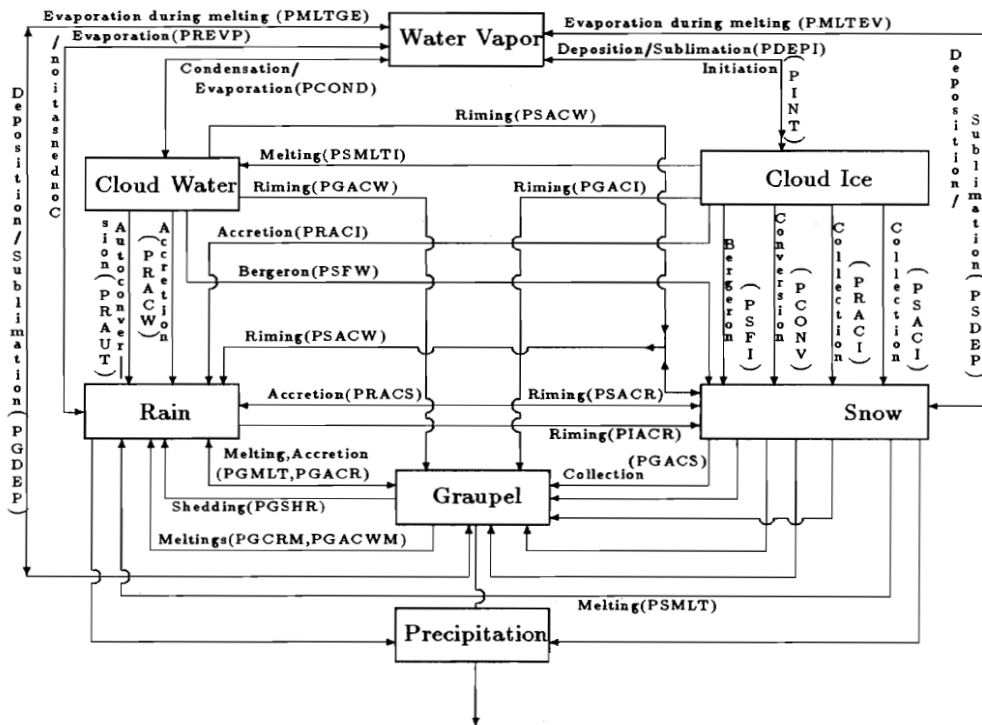 Evaporation during melting (PMLTGE)
Evaporation during melting (PMLTEV)
Evaporation(PREVP)
Water Vapor
Deposition/Sublimation(PDEPI)
Condensation/
Evaporation(PCOND)
Initiation
(PINT)
Condensation/
Deposition/Sublimation(PGDEP)
Deposition/
Sublimation(PSDEP)
Riming(PSACW)
Melting(PSMLTI)
Cloud Water
Cloud Ice
Riming(PGACW)
Riming(PGACI)
Accretion(PRACI)
Bergeron(PSFW)
Autoconver
sion(PRAUT)
Accretion
(PRACW)
Bergeron
(PSFI)
Conversion
(PCONV)
Collection
(PRACI)
Collection
(PSACI)
Riming(PSACW)
Rain
Accretion(PRACS)
Riming(PSACR)
Snow
Riming(PIACR)
Melting,Accretion
(PGMLT,PGACR)
(PGACS)
Collection
Graupel
Shedding(PGSHR)
Meltings(PGCRM,PGACWM)
Melting(PSMLT)
Precipitation